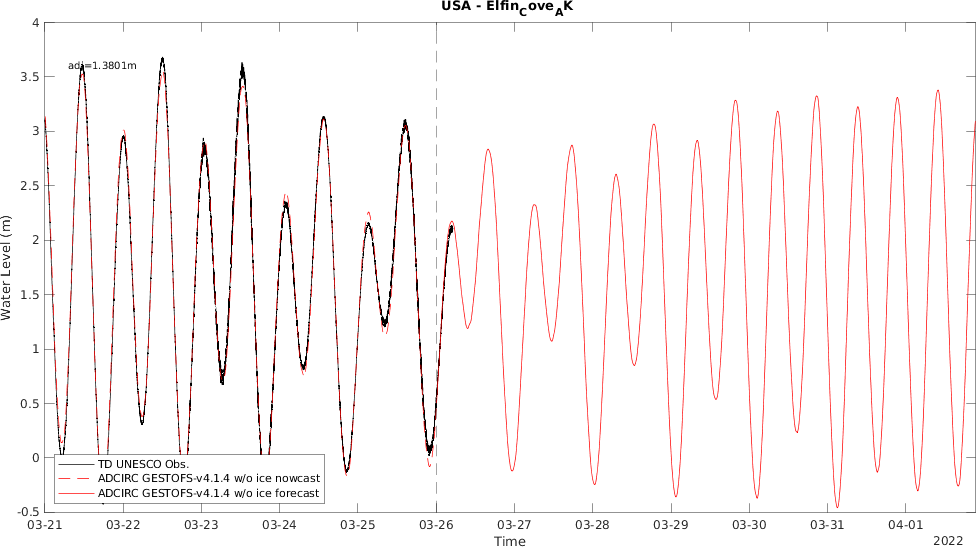 USA - ElfinCoveAK
4
3.5
3
2.5
2
1.5
1
0.5
0
-0.5
Water Level (m)
adj=1.3801m
TD UNESCO Obs.
ADCIRC GESTOFS-v4.1.4 w/o ice nowcast
ADCIRC GESTOFS-v4.1.4 w/o ice forecast
03-21 03-22 03-23 03-24 03-25 03-26 03-27 03-28 03-29 03-30 03-31 04-01
Time
2022